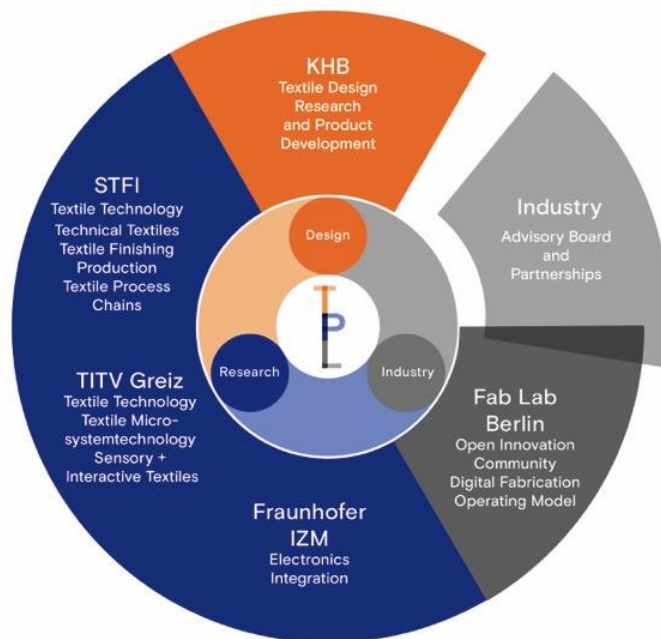 KHB
Textile Design
Research
and Product
Development
Industry
Advisory Board
and
Partnerships
STFI
Textile Technology
Technical Textiles
Textile Finishing
Production
Textile Process
Chains
Design
TPL
Research
Industry
TITV Greiz
Textile Technology
Textile Micro-
systemtechnology
Sensory +
Interactive Textiles
Fab Lab
Berlin
Open Innovation
Community
Digital Fabrication
Operating Model
Fraunhofer
IZM
Electronics
Integration